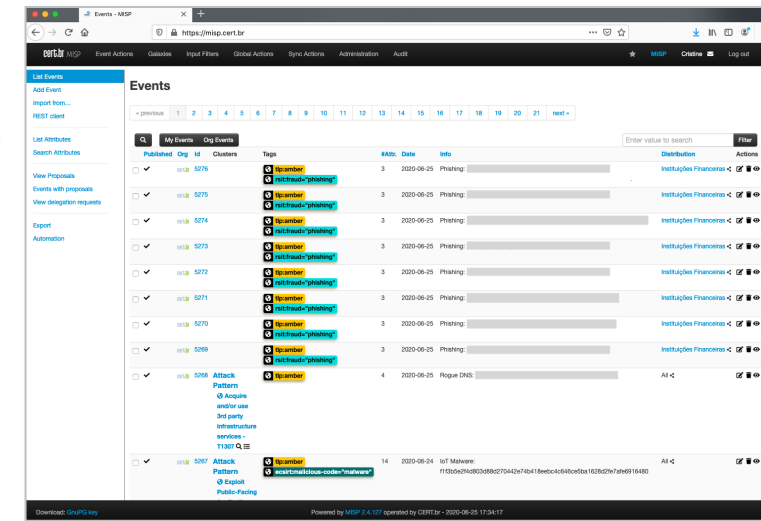 Events - MISP
https://misp.cert.br
cert.br MISP Event Actions Galaxies Input Filters Global Actions Sync Actions Administration Audit MISP Cristine Log out
List Events
Add Event
Import from...
REST client
List Attributes
Search Attributes
View Proposals
Events with proposals
View delegation requests
Export
Automation
Events
« previous 1 2 3 4 5 6 7 8 9 10 11 12 13 14 15 16 17 18 19 20 21 next »
My Events Org Events Enter value to search Filter
Published Org Id Clusters Tags #Attr. Date Info Distribution Actions
5276 tlp:amber 3 2020-06-25 Phishing: Instituições Financeiras
rsit:fraud="phishing"
5275 tlp:amber 3 2020-06-25 Phishing: Instituições Financeiras
rsit:fraud="phishing"
5274 tlp:amber 3 2020-06-25 Phishing: Instituições Financeiras
rsit:fraud="phishing"
5273 tlp:amber 3 2020-06-25 Phishing: Instituições Financeiras
rsit:fraud="phishing"
5272 tlp:amber 3 2020-06-25 Phishing: Instituições Financeiras
rsit:fraud="phishing"
5271 tlp:amber 3 2020-06-25 Phishing: Instituições Financeiras
rsit:fraud="phishing"
5270 tlp:amber 3 2020-06-25 Phishing: Instituições Financeiras
rsit:fraud="phishing"
5269 tlp:amber 3 2020-06-25 Phishing: Instituições Financeiras
rsit:fraud="phishing"
5268 Attack tlp:amber 4 2020-06-25 Rogue DNS: All
Pattern
Acquire
and/or use
3rd party
infrastructure
services -
T1307
5267 Attack tlp:amber 14 2020-06-24 IoT Malware: All
Pattern ecsirt:malicious-code="malware"
Exploit
Public-Facing
Download: GnuPG key Powered by MISP 2.4.127 operated by CERT.br - 2020-06-25 17:34:17